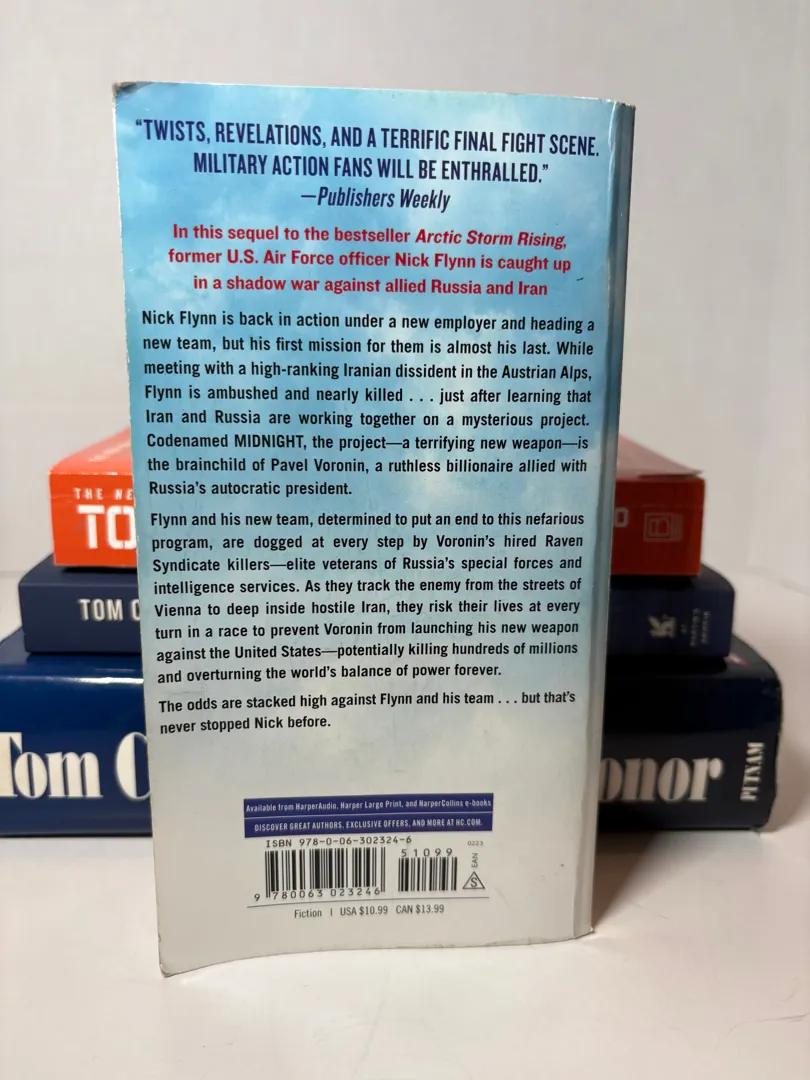 “TWISTS, REVELATIONS, AND A TERRIFIC FINAL FIGHT SCENE.
MILITARY ACTION FANS WILL BE ENTHRALLED.”
—Publishers Weekly
In this sequel to the bestseller Arctic Storm Rising,
former U.S. Air Force officer Nick Flynn is caught up
in a shadow war against allied Russia and Iran
Nick Flynn is back in action under a new employer and heading a
new team, but his first mission for them is almost his last. While
meeting with a high-ranking Iranian dissident in the Austrian Alps,
Flynn is ambushed and nearly killed . . . just after learning that
Iran and Russia are working together on a mysterious project.
Codenamed MIDNIGHT, the project—a terrifying new weapon—is
the brainchild of Pavel Voronin, a ruthless billionaire allied with
Russia’s autocratic president.
Flynn and his new team, determined to put an end to this nefarious
program, are dogged at every step by Voronin’s hired Raven
Syndicate killers—elite veterans of Russia’s special forces and
intelligence services. As they track the enemy from the streets of
Vienna to deep inside hostile Iran, they risk their lives at every
turn in a race to prevent Voronin from launching his new weapon
against the United States—potentially killing hundreds of millions
and overturning the world’s balance of power forever.
The odds are stacked high against Flynn and his team . . . but that’s
never stopped Nick before.
Available from HarperAudio, Harper Large Print, and HarperCollins e-books
DISCOVER GREAT AUTHORS, EXCLUSIVE OFFERS, AND MORE AT HC.COM.
ISBN 978-0-06-302324-6
51099
0223
EAN
S
9 780063 023246
Fiction | USA $10.99 CAN $13.99
THE NE
TO
O
TOM C
Tom C
onor
PUTNAM